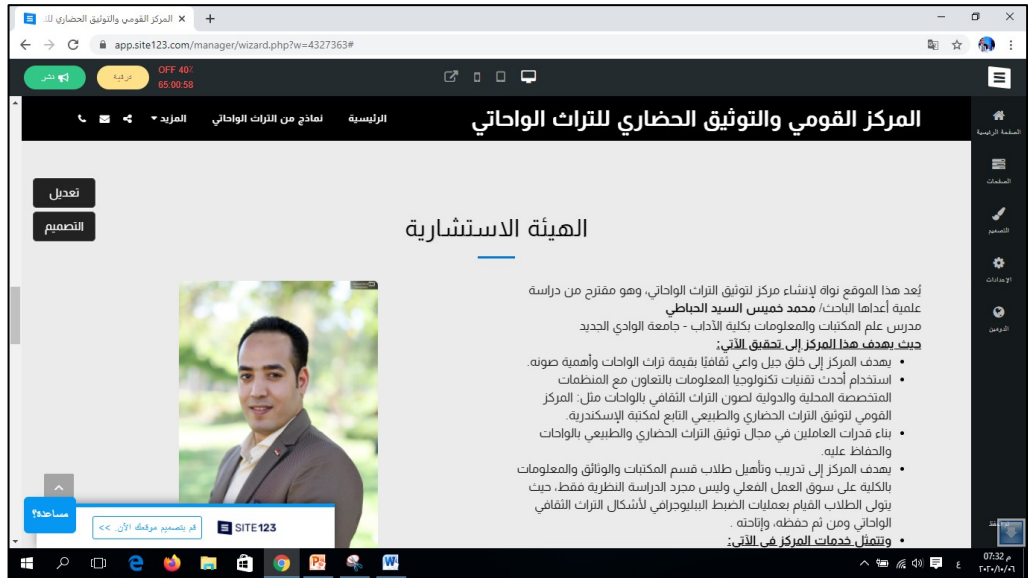 المركز القومي والتوثيق الحضاري للت
app.site123.com/manager/wizard.php?w=4327363#
نشر
ترقية
OFF 40%
65:00:58
المركز القومي والتوثيق الحضاري للتراث الواحاتي
الرئيسية
نماذج من التراث الواحاتي
المزيد
الصفحة الرئيسية
الصفحات
التصميم
الإعدادات
الدومين
تعديل
التصميم
الهيئة الاستشارية
يُعد هذا الموقع نواة لإنشاء مركز لتوثيق التراث الواحاتي، وهو مقترح من دراسة
علمية أعداها الباحث/ محمد خميس السيد الحباطي
مدرس علم المكتبات والمعلومات بكلية الآداب - جامعة الوادي الجديد
حيث يهدف هذا المركز إلى تحقيق الآتي:
• يهدف المركز إلى خلق جيل واعي ثقافيًا بقيمة تراث الواحات وأهمية صونه.
• استخدام أحدث تقنيات تكنولوجيا المعلومات بالتعاون مع المنظمات
المتخصصة المحلية والدولية لصون التراث الثقافي بالواحات مثل: المركز
القومي لتوثيق التراث الحضاري والطبيعي التابع لمكتبة الإسكندرية.
• بناء قدرات العاملين في مجال توثيق التراث الحضاري والطبيعي بالواحات
والحفاظ عليه.
• يهدف المركز إلى تدريب وتأهيل طلاب قسم المكتبات والوثائق والمعلومات
بالكلية على سوق العمل الفعلي وليس مجرد الدراسة النظرية فقط، حيث
يتولى الطلاب القيام بعمليات الضبط الببليوجرافي لأشكال التراث الثقافي
الواحاتي ومن ثم حفظه، وإتاحته .
• وتتمثل خدمات المركز في الآتي:
مساعدة؟
SITE123
قم بتصميم موقعك الآن. >>
07:32 م
٢٠٢٠/١٠/٠٦